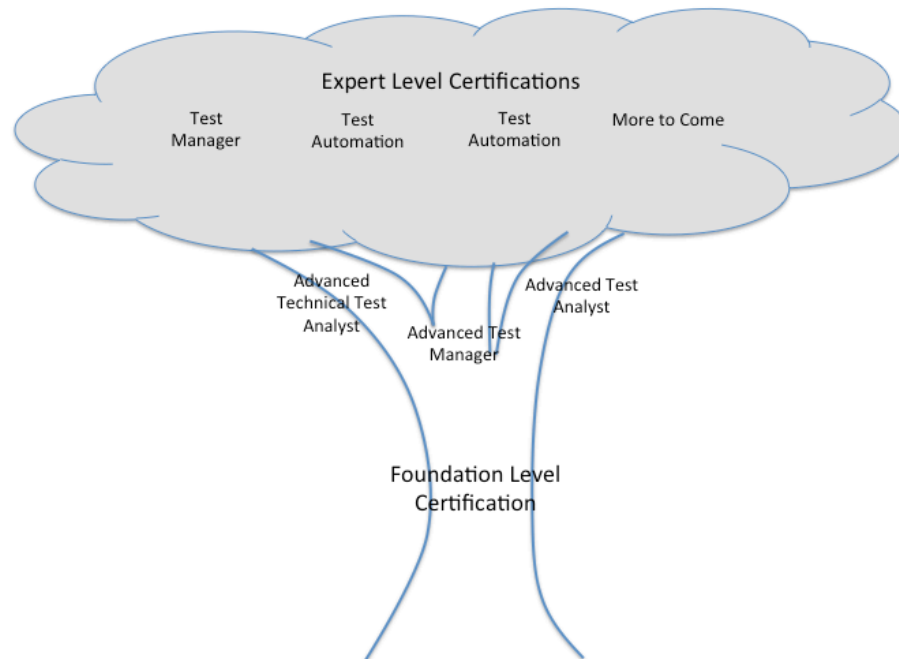 Expert Level Certifications
Test
Manager
Test
Automation
Test
Automation
More to Come
Advanced
Technical Test
Analyst
Advanced Test
Manager
Advanced Test
Analyst
Foundation Level
Certification